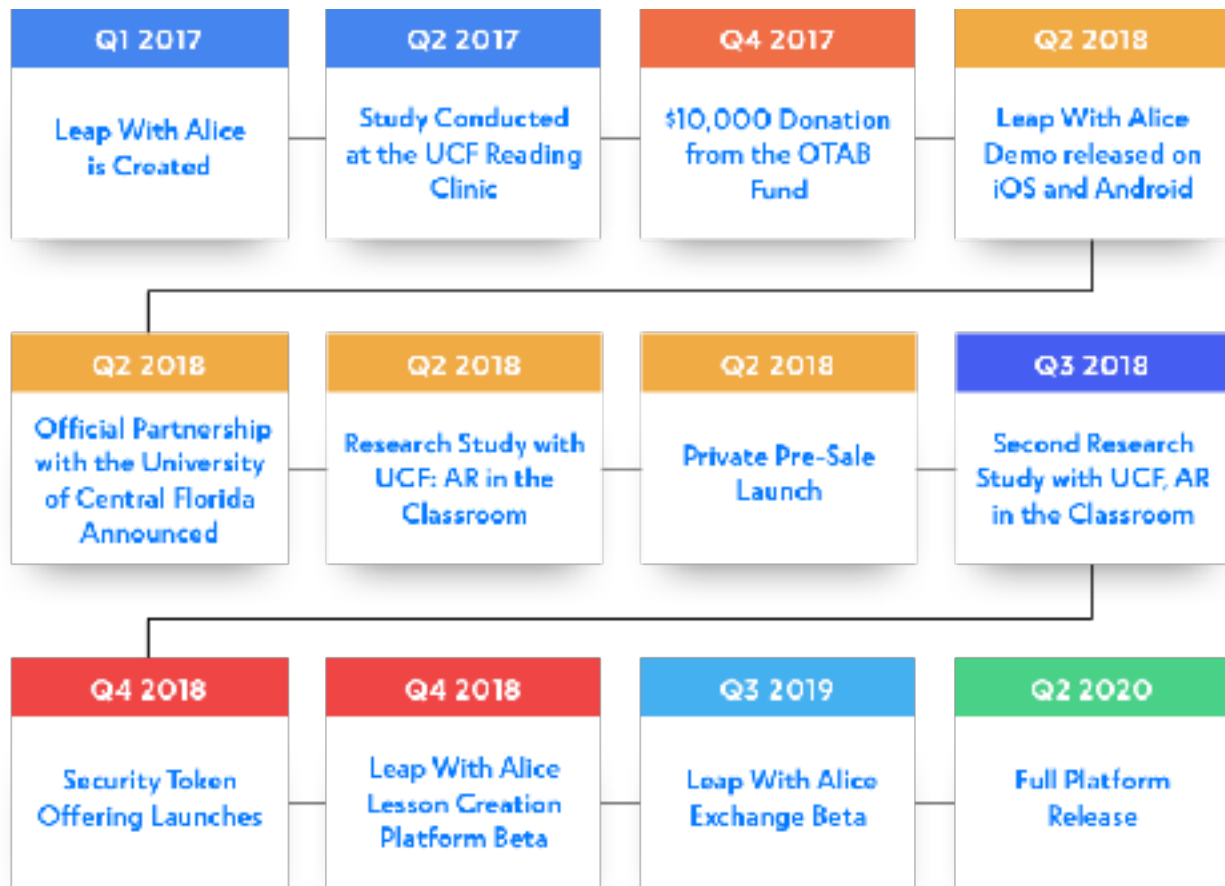 Q1 2017
Leap With Alice
is Created
Q2 2017
Study Conducted
at the UCF Reading
Clinic
Q4 2017
$10,000 Donation
from the OTAB
Fund
Q2 2018
Leap With Alice
Demo released on
iOS and Android
Q2 2018
Official Partnership
with the University
of Central Florida
Announced
Q2 2018
Research Study with
UCF: AR in the
Classroom
Q2 2018
Private Pre-Sale
Launch
Q3 2018
Second Research
Study with UCF, AR
in the Classroom
Q4 2018
Security Token
Offering Launches
Q4 2018
Leap With Alice
Lesson Creation
Platform Beta
Q3 2019
Leap With Alice
Exchange Beta
Q2 2020
Full Platform
Release